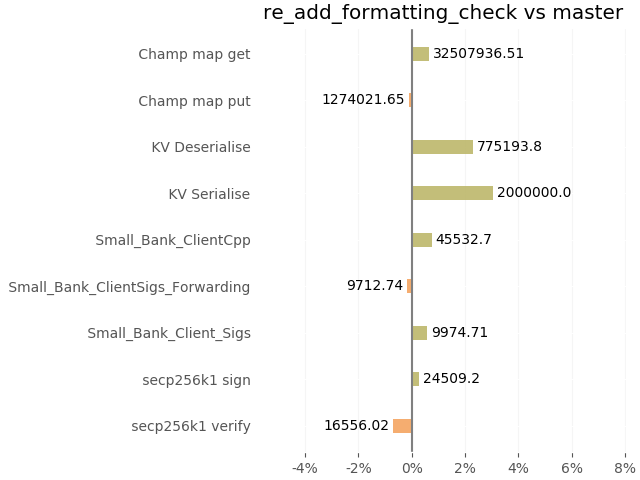 re_add_formatting_check vs master
Champ map get 32507936.51
Champ map put 1274021.65
KV Deserialise 775193.8
KV Serialise 2000000.0
Small_Bank_ClientCpp 45532.7
Small_Bank_ClientSigs_Forwarding 9712.74
Small_Bank_Client_Sigs 9974.71
secp256k1 sign 24509.2
secp256k1 verify 16556.02
-4% -2% 0% 2% 4% 6% 8%